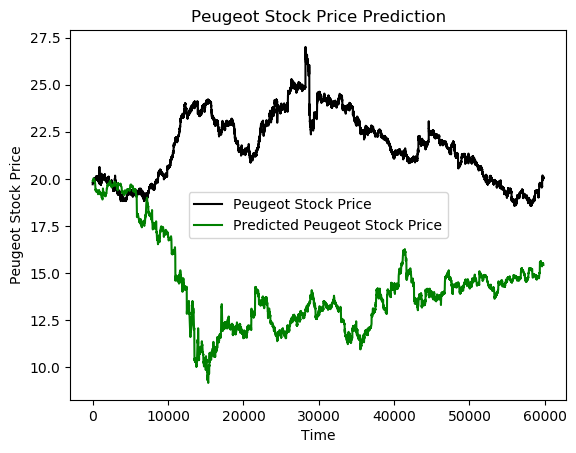 Peugeot Stock Price Prediction
27.5
25.0
22.5
20.0
17.5
15.0
12.5
10.0
Peugeot Stock Price
Peugeot Stock Price
Predicted Peugeot Stock Price
0 10000 20000 30000 40000 50000 60000
Time